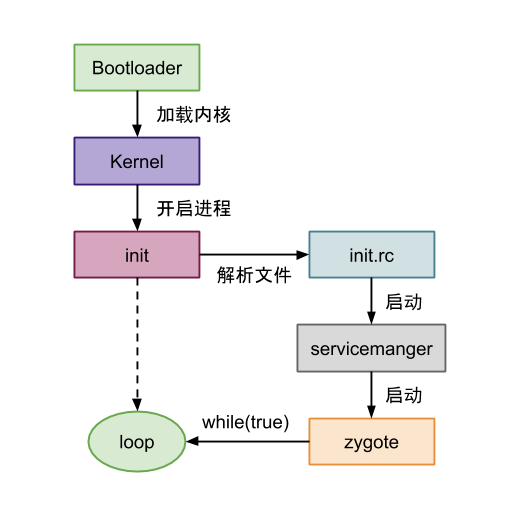 Bootloader
加载内核
Kernel
开启进程
init
解析文件
init.rc
启动
servicemanger
启动
while(true)
loop
zygote